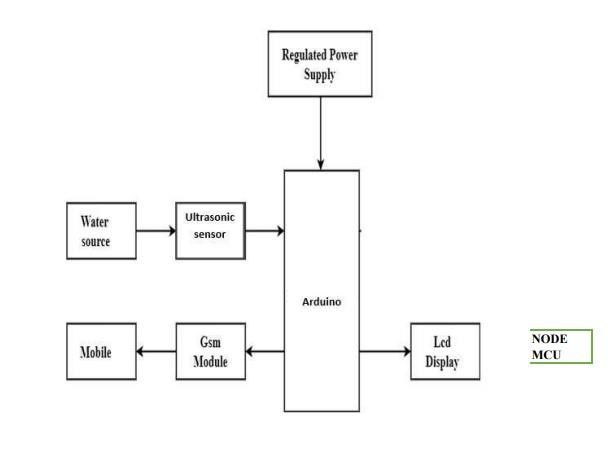 Regulated Power
Supply
Water
source
Ultrasonic
sensor
Arduino
Mobile
Gsm
Module
Lcd
Display
NODE
MCU